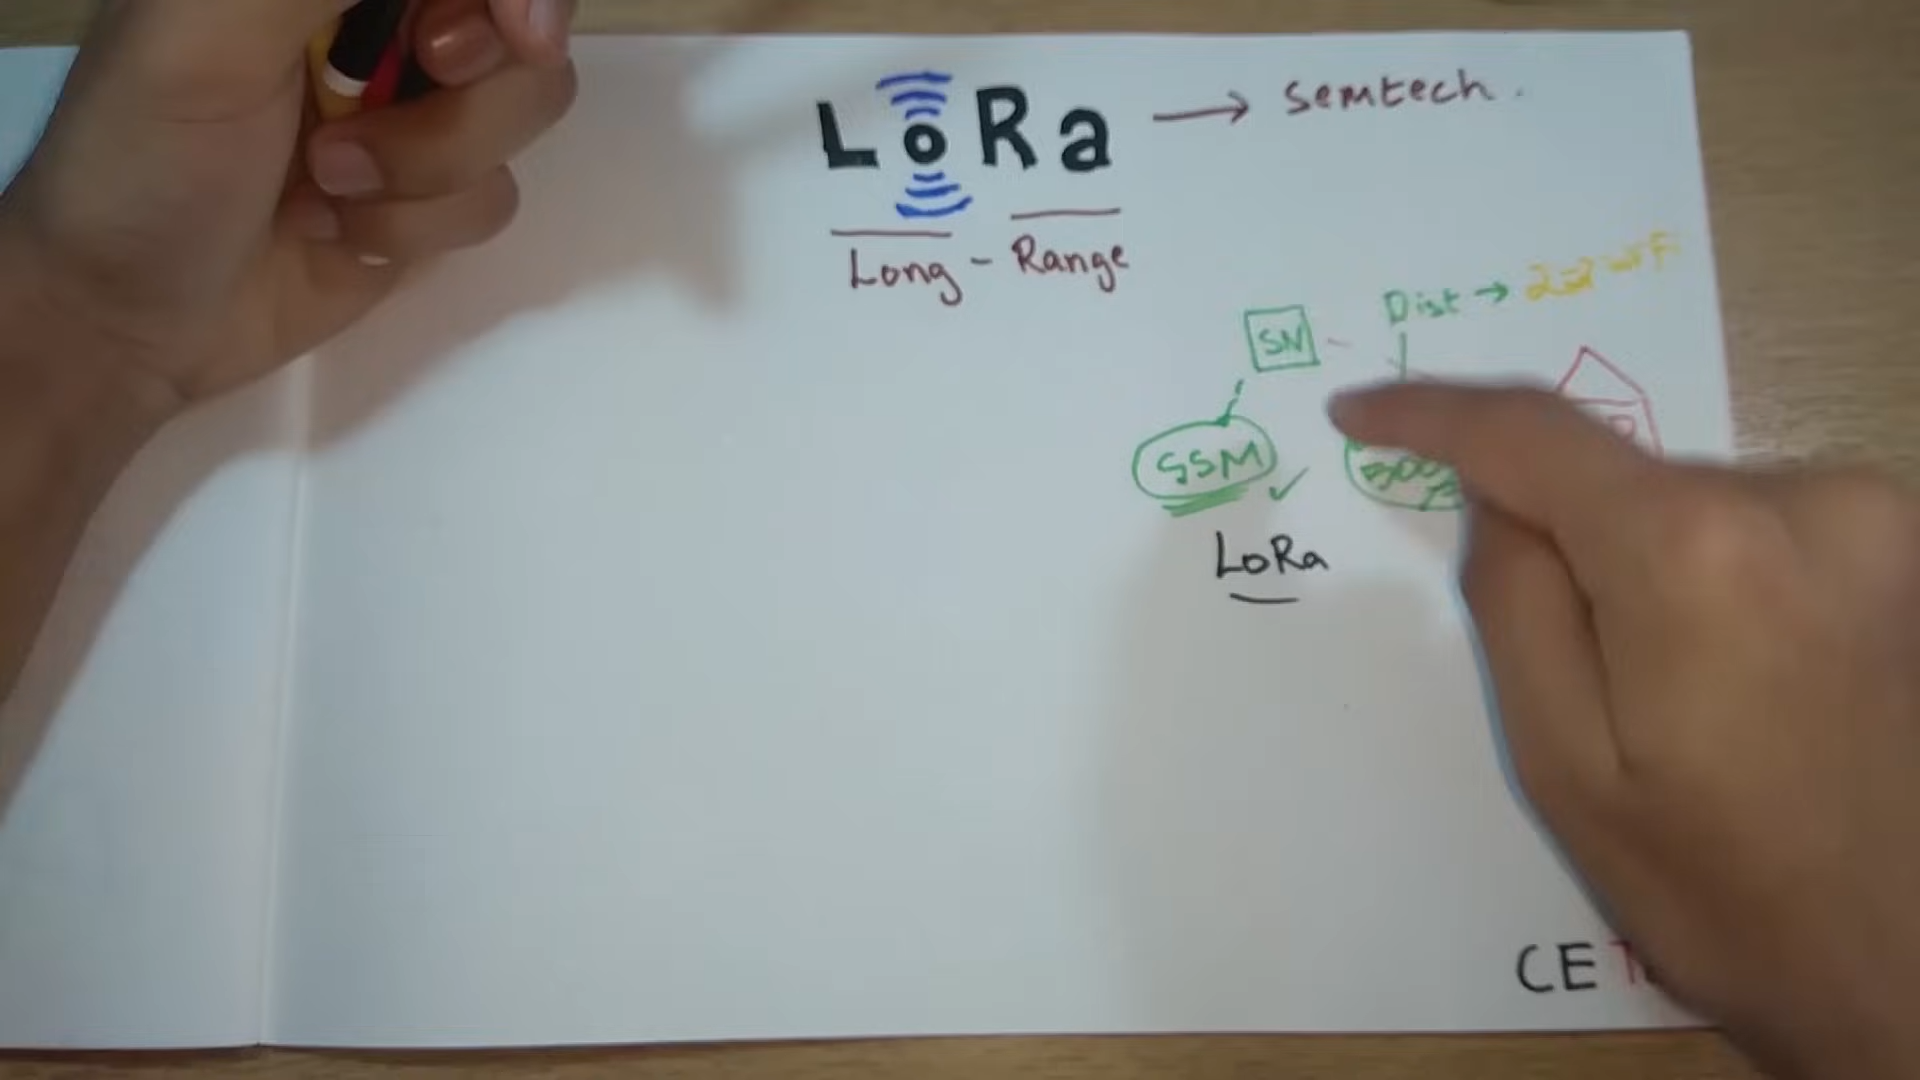 LoRa → semtech.
Long - Range
Dist →
SN
GSM ✓
LoRa
CE